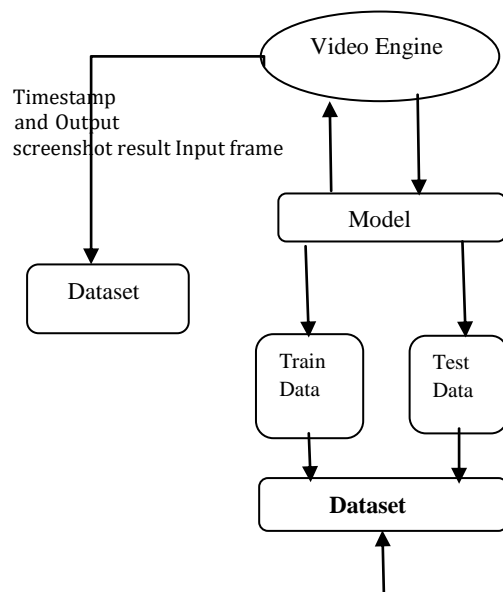 Video Engine
Timestamp
and Output
screenshot result Input frame
Model
Dataset
Train
Data
Test
Data
Dataset